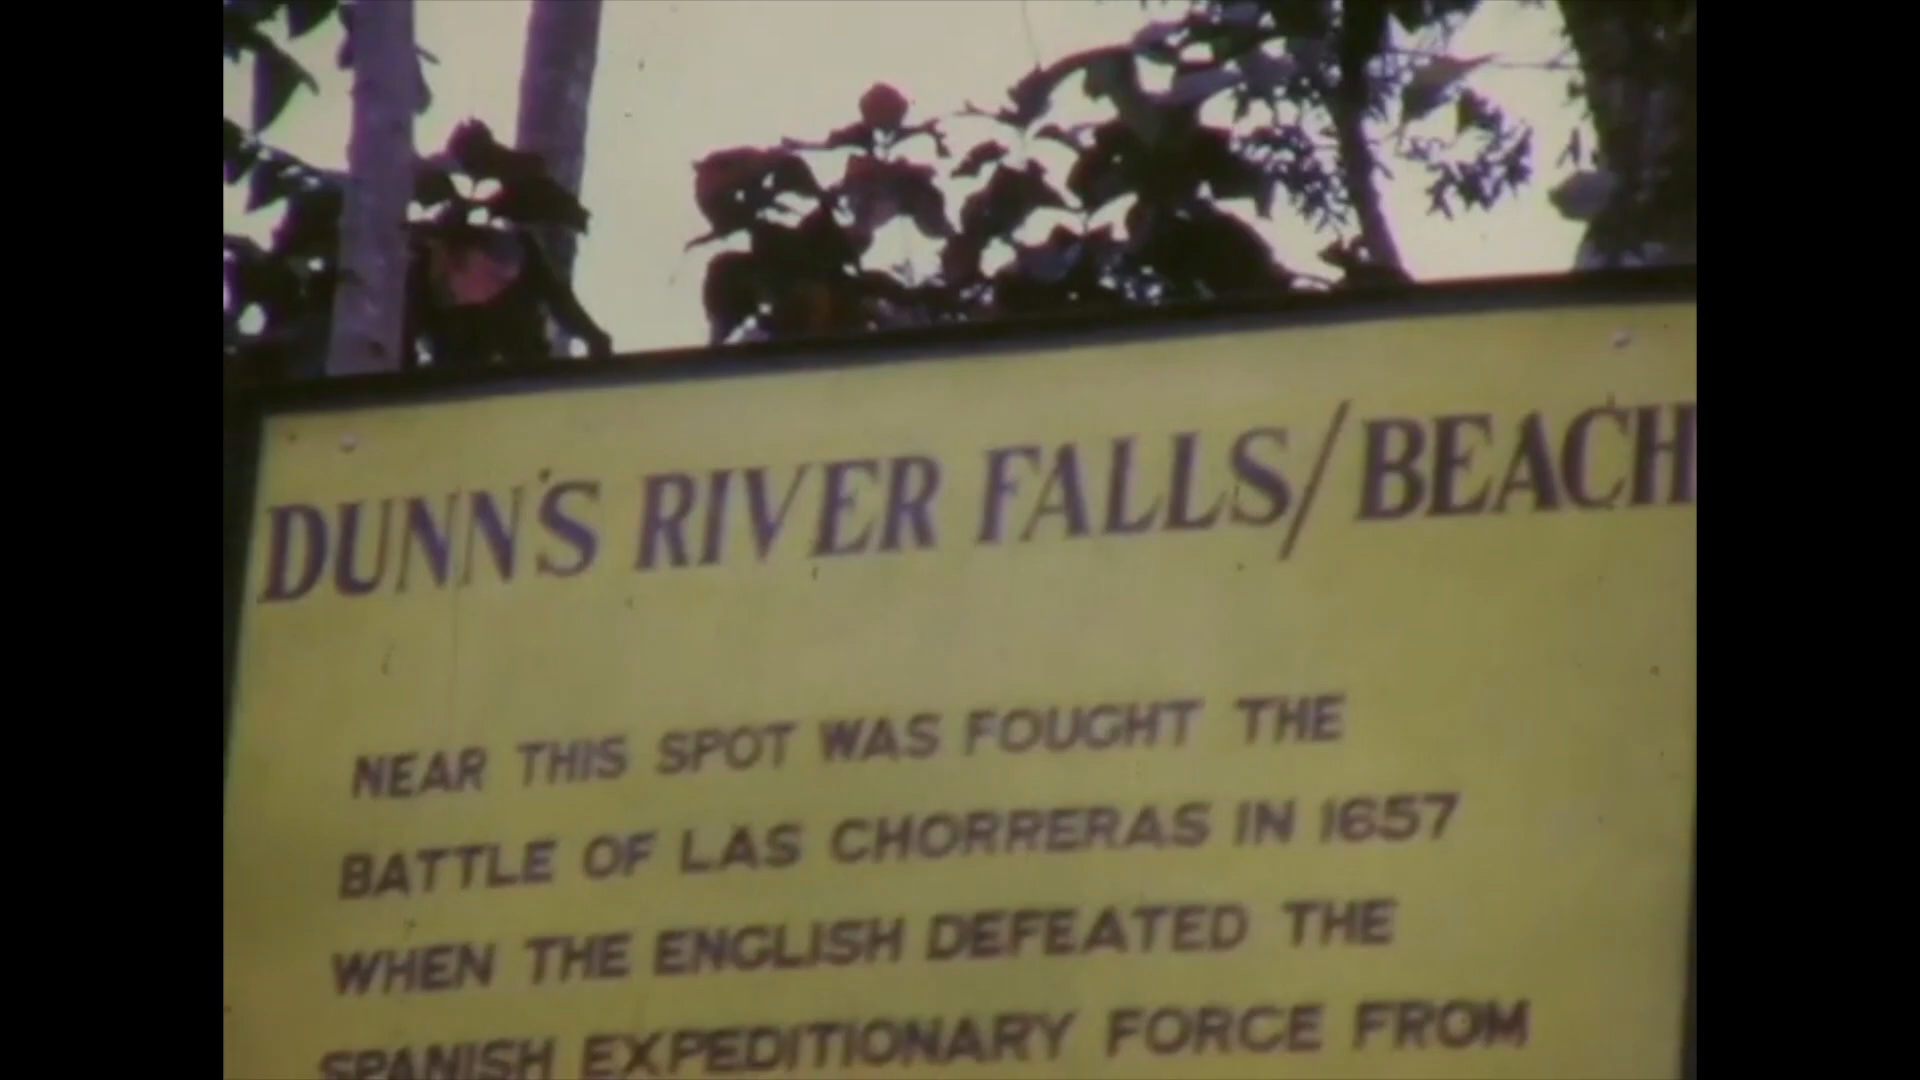 DUNN'S RIVER FALLS/BEACH
NEAR THIS SPOT WAS FOUGHT THE
BATTLE OF LAS CHORRERAS IN 1657
WHEN THE ENGLISH DEFEATED THE
SPANISH EXPEDITIONARY FORCE FROM